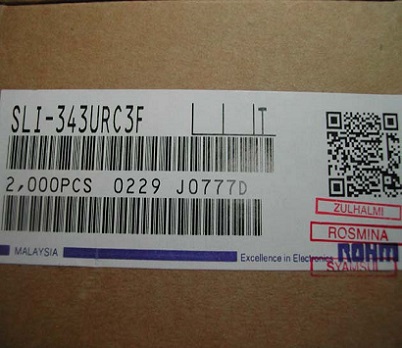 SLI-343URC3F
2,000PCS 0229 J0777D
ZULHALMI
ROSMINA
MALAYSIA
Excellence in Electronics ROHM
SYAMSUL